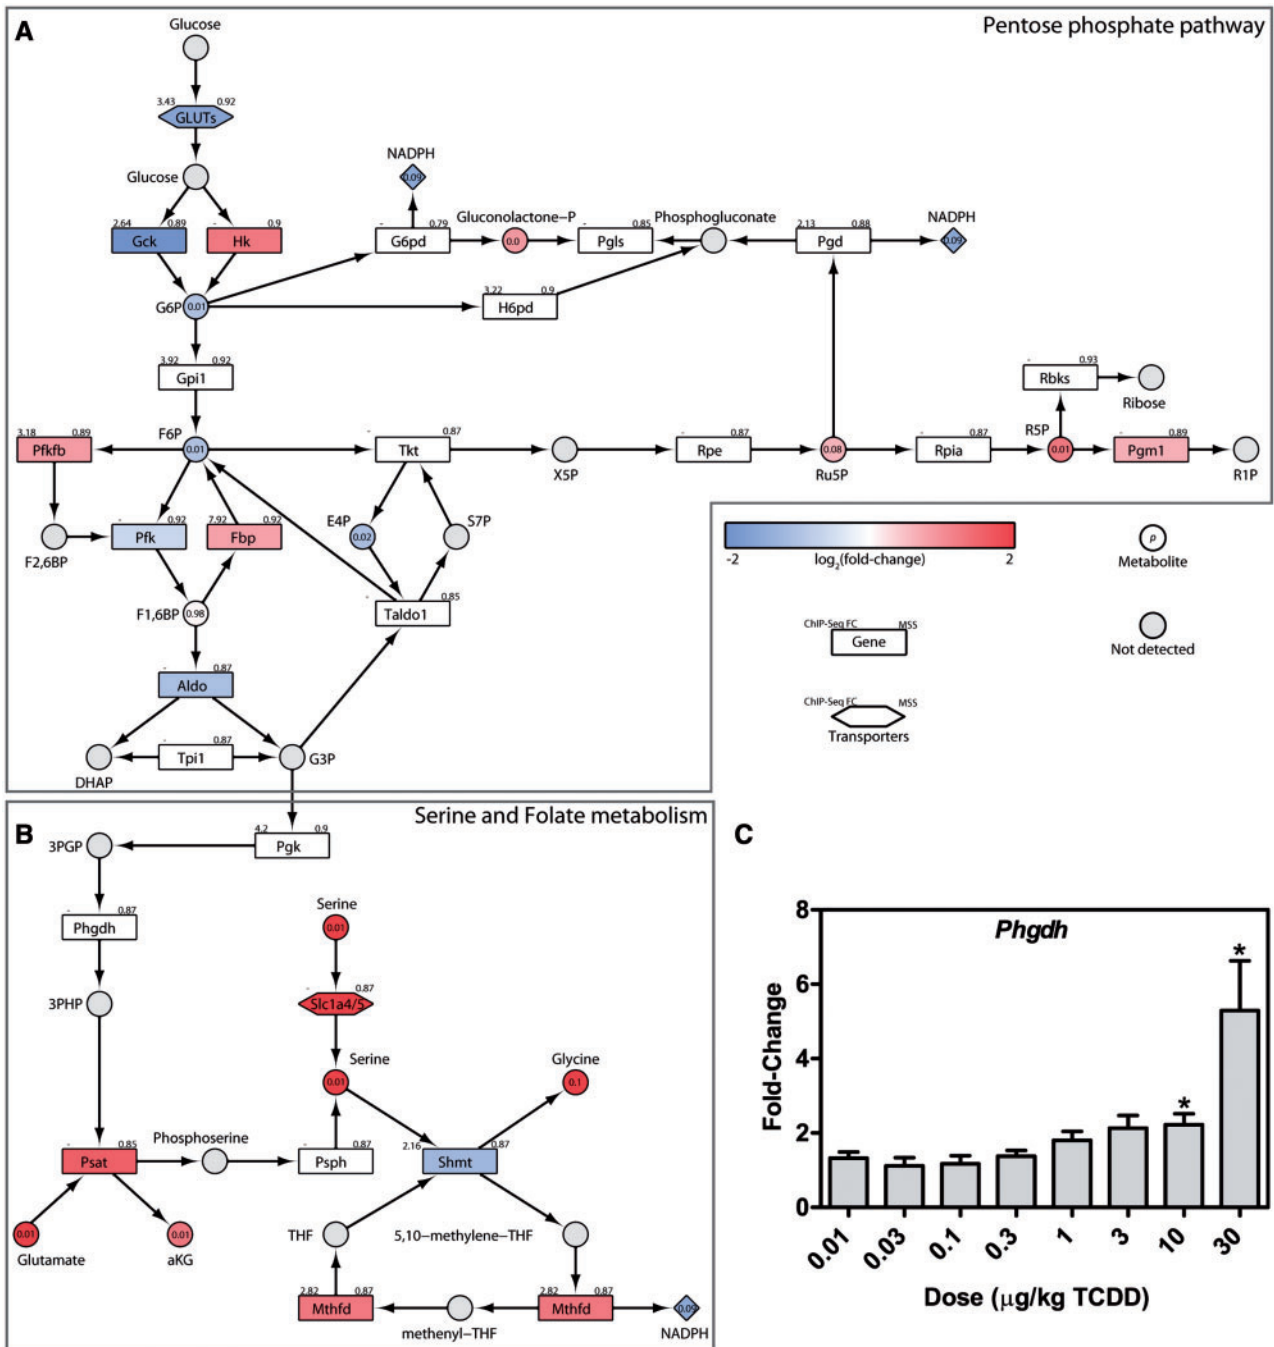 A
Pentose phosphate pathway
Glucose
3.43 0.92
GLUTs
Glucose
NADPH
0.09
2.64 0.89
Gck
- 0.9
Hk
- 0.79
G6pd
Gluconolactone-P
0.0
- 0.85
Pgls
Phosphogluconate
2.13 0.88
Pgd
NADPH
0.09
G6P 0.01
3.22 0.9
H6pd
3.92 0.92
Gpi1
- 0.93
Rbks
Ribose
3.18 0.89
Pfkfb
F6P
0.01
- 0.87
Tkt
X5P
- 0.87
Rpe
0.08
Ru5P
- 0.87
Rpia
R5P
0.01
- 0.89
Pgm1
R1P
F2,6BP
- 0.92
Pfk
7.92 0.92
Fbp
E4P
0.02
S7P
F1,6BP 0.98
- 0.85
Taldo1
- 0.87
Aldo
DHAP
- 0.87
Tpi1
G3P
-2 log2(fold-change) 2
ρ
Metabolite
ChIP-Seq FC MSS
Gene
Not detected
ChIP-Seq FC MSS
Transporters
B
Serine and Folate metabolism
3PGP
4.2 0.9
Pgk
- 0.87
Phgdh
Serine
0.01
3PHP
- 0.87
Slc1a4/5
Serine
0.01
Glycine
0.1
- 0.85
Psat
Phosphoserine
- 0.87
Psph
2.16 0.87
Shmt
0.01
Glutamate
0.01
aKG
THF
5,10-methylene-THF
2.82 0.87
Mthfd
methenyl-THF
2.82 0.87
Mthfd
0.09
NADPH
C
Phgdh
Fold-Change
8
6
4
2
0
*
*
0.01 0.03 0.1 0.3 1 3 10 30
Dose (μg/kg TCDD)